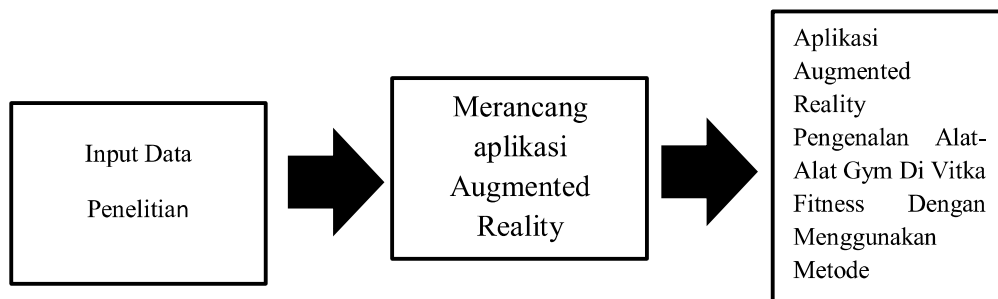 Input Data
Penelitian
Merancang
aplikasi
Augmented
Reality
Aplikasi
Augmented
Reality
Pengenalan Alat-
Alat Gym Di Vitka
Fitness Dengan
Menggunakan
Metode